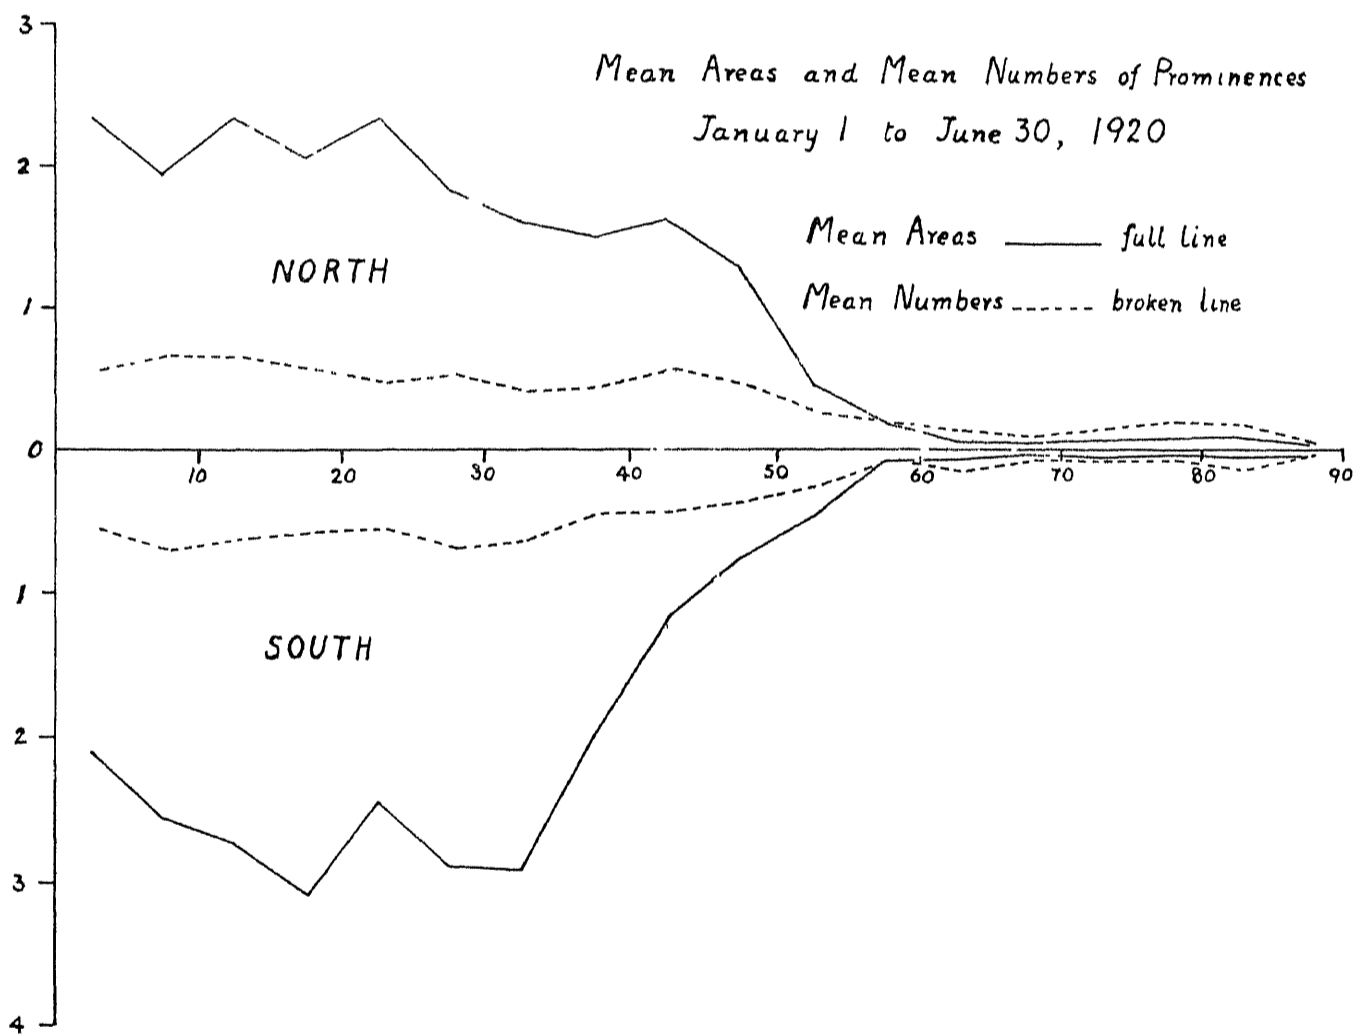 3
Mean Areas and Mean Numbers of Prominences
January 1 to June 30, 1920
2
Mean Areas full line
NORTH
Mean Numbers broken line
1
0
10 20 30 40 50 60 70 80 90
1
SOUTH
2
3
4